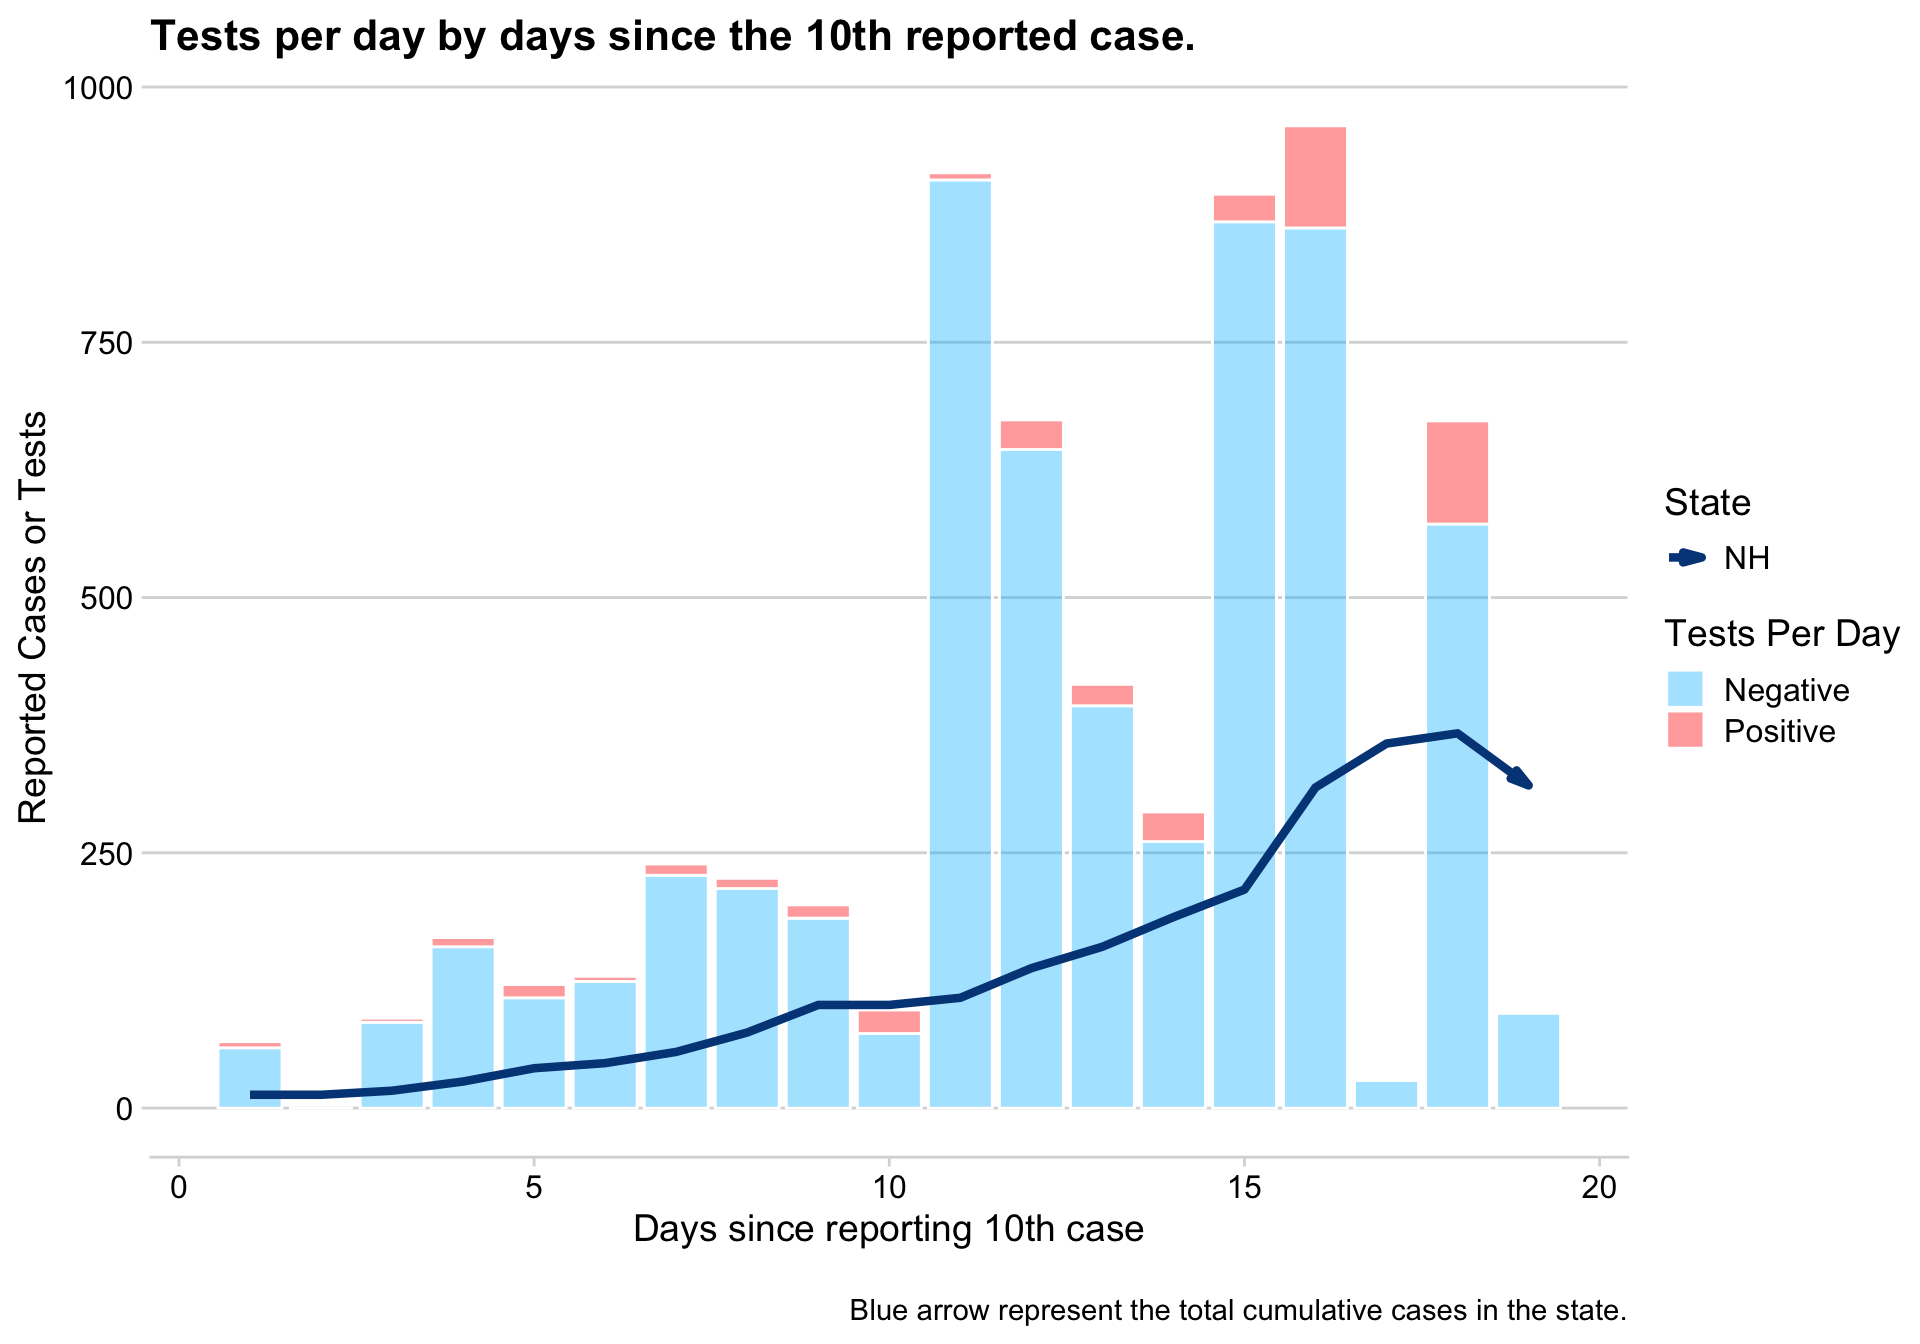 Tests per day by days since the 10th reported case.
1000
750
500
250
0
Reported Cases or Tests
0 5 10 15 20
Days since reporting 10th case
State
NH
Tests Per Day
Negative
Positive
Blue arrow represent the total cumulative cases in the state.